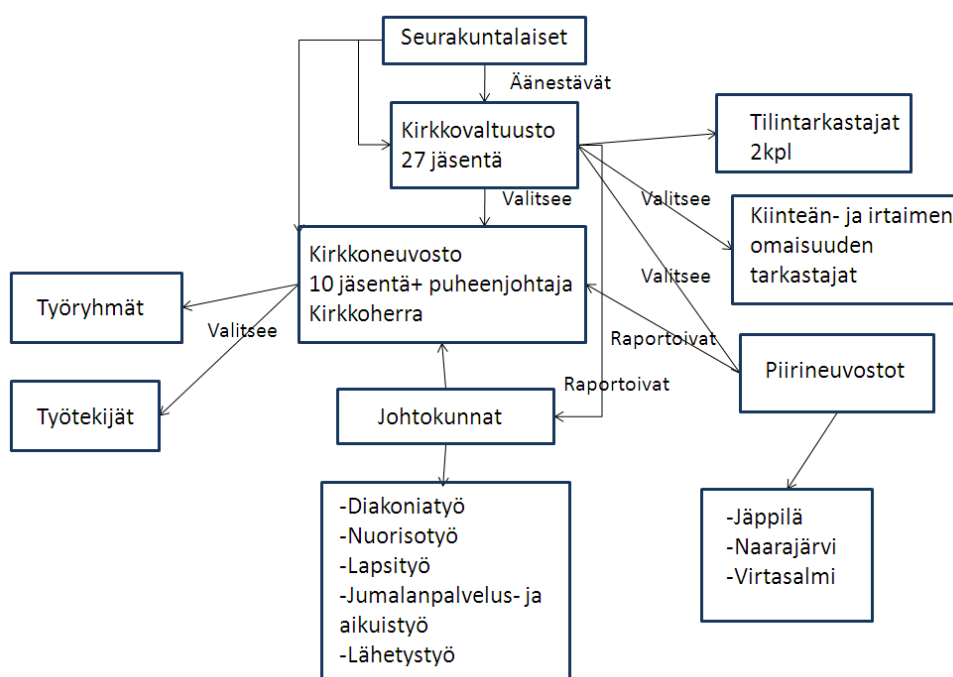 Seurakuntalaiset
Äänestävät
Kirkkovaltuusto
27 jäsentä
Tilintarkastajat
2kpl
Valitsee
Valitsee
Kiinteän- ja irtaimen
omaisuuden
tarkastajat
Kirkkoneuvosto
10 jäsentä+ puheenjohtaja
Kirkkoherra
Valitsee
Työryhmät
Valitsee
Raportoivat
Piirineuvostot
Raportoivat
Työtekijät
Johtokunnat
-Diakoniatyö
-Nuorisotyö
-Lapsityö
-Jumalanpalvelus- ja
aikuistyö
-Lähetystyö
-Jäppilä
-Naarajärvi
-Virtasalmi